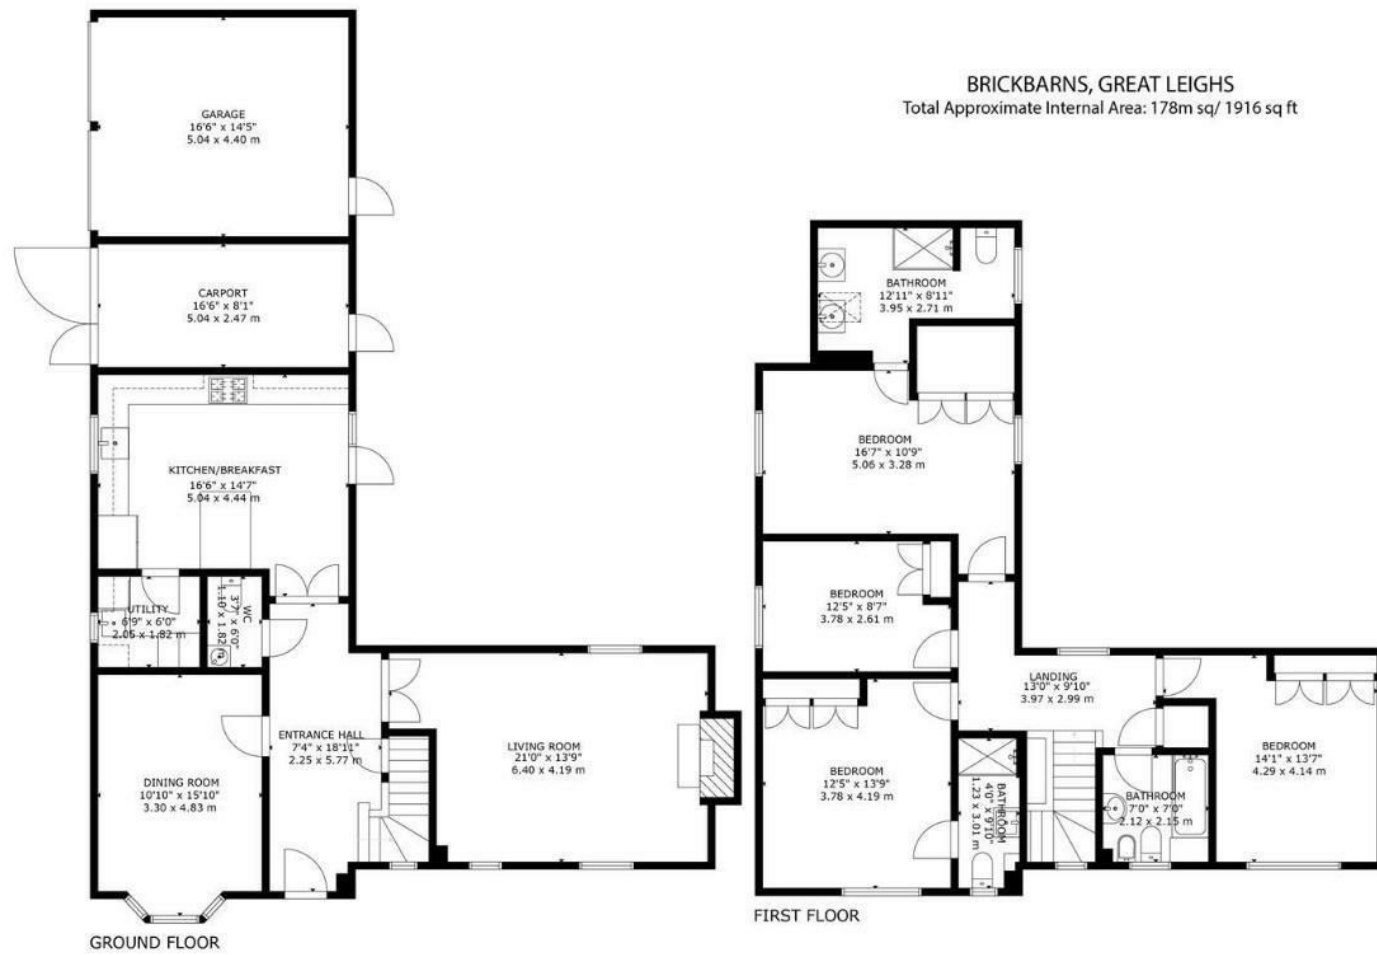 BRICKBARNS, GREAT LEIGHS
Total Approximate Internal Area: 178m sq/ 1916 sq ft
GARAGE
16'6" x 14'5"
5.04 x 4.40 m
CARPORT
16'6" x 8'1"
5.04 x 2.47 m
KITCHEN/BREAKFAST
16'6" x 14'7"
5.04 x 4.44 m
UTILITY
6'9" x 6'0"
2.05 x 1.82 m
WC
3'7" x 6'0"
1.10 x 1.82 m
ENTRANCE HALL
7'4" x 18'11"
2.25 x 5.77 m
LIVING ROOM
21'0" x 13'9"
6.40 x 4.19 m
DINING ROOM
10'10" x 15'10"
3.30 x 4.83 m
GROUND FLOOR
BATHROOM
12'11" x 8'11"
3.95 x 2.71 m
BEDROOM
16'7" x 10'9"
5.06 x 3.28 m
BEDROOM
12'5" x 8'7"
3.78 x 2.61 m
LANDING
13'0" x 9'10"
3.97 x 2.99 m
BEDROOM
12'5" x 13'9"
3.78 x 4.19 m
BATHROOM
4'0" x 9'10"
1.23 x 3.01 m
BATHROOM
7'0" x 7'0"
2.12 x 2.15 m
BEDROOM
14'1" x 13'7"
4.29 x 4.14 m
FIRST FLOOR